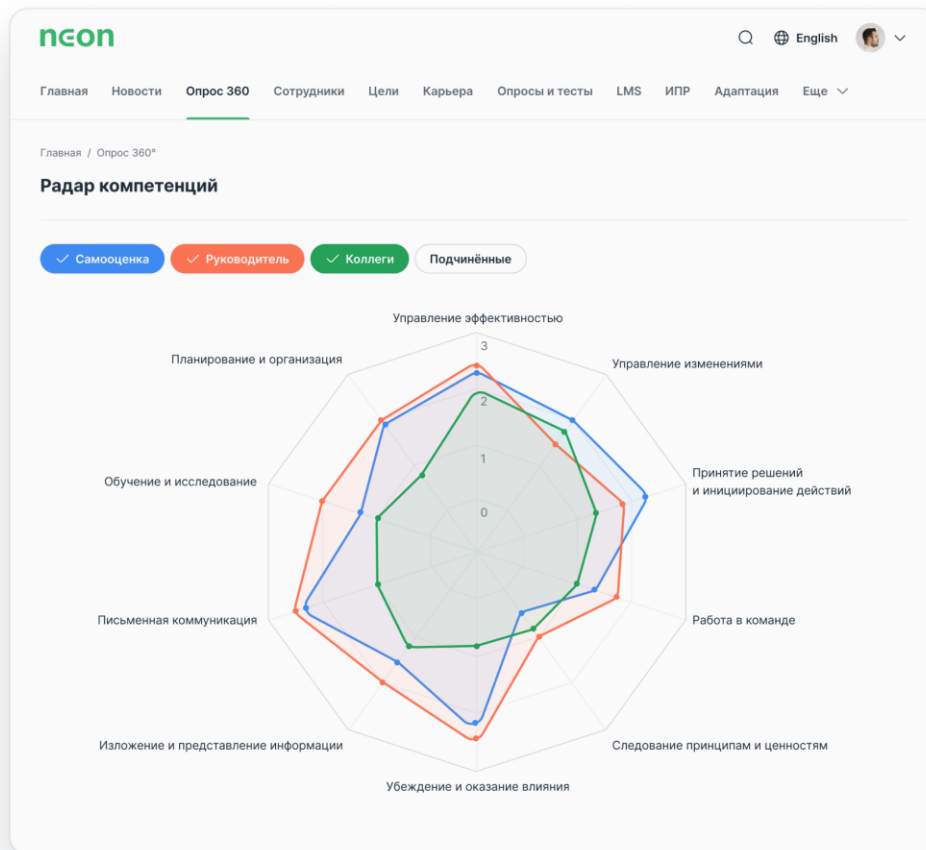 neon
English
Главная Новости Опрос 360 Сотрудники Цели Карьера Опросы и тесты LMS ИПР Адаптация Еще
Главная / Опрос 360°
Радар компетенций
Самооценка Руководитель Коллеги Подчинённые
Управление эффективностью
3
Планирование и организация
Управление изменениями
2
1
Принятие решений
и инициирование действий
Обучение и исследование
0
Письменная коммуникация
Работа в команде
Изложение и представление информации
Следование принципам и ценностям
Убеждение и оказание влияния